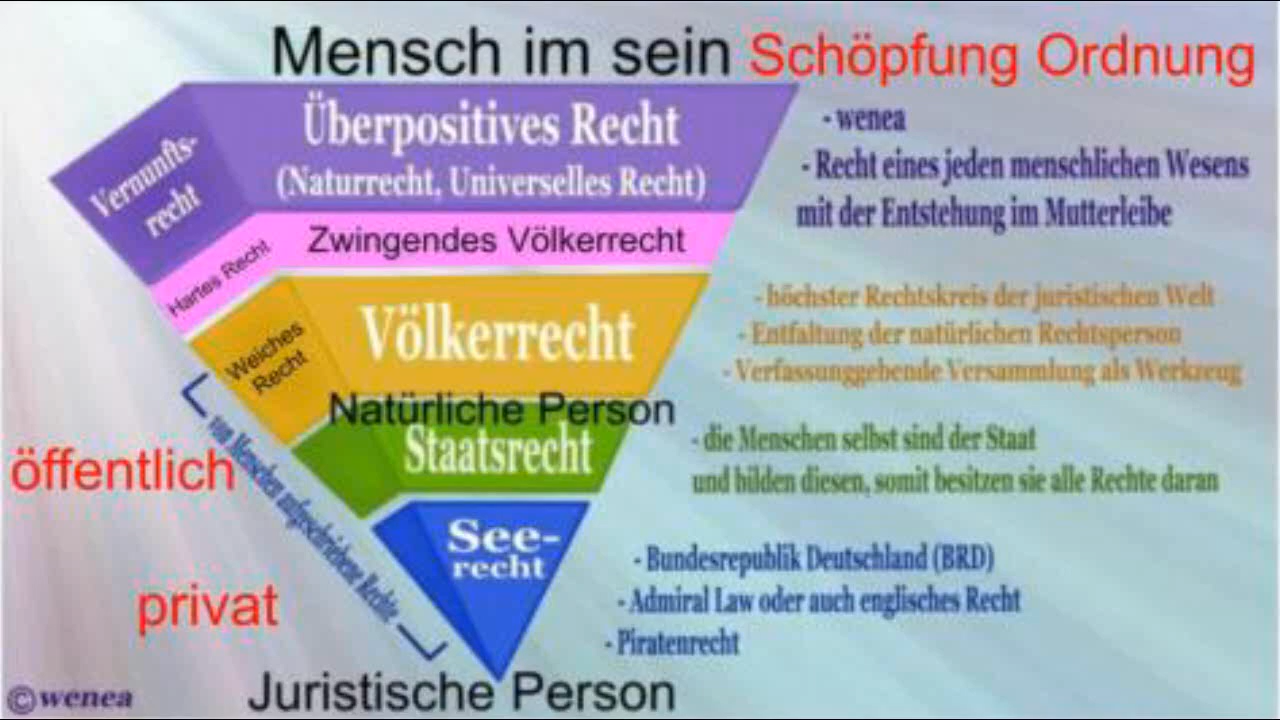 Mensch im sein Schöpfung Ordnung
Überpositives Recht
(Naturrecht, Universelles Recht)
Vernunfts-
recht
- wenea
- Recht eines jeden menschlichen Wesens
mit der Entstehung im Mutterleibe
Hartes Recht
Zwingendes Völkerrecht
Weiches
Recht
Völkerrecht
- höchster Rechtskreis der juristischen Welt
- Entfaltung der natürlichen Rechtsperson
- Verfassunggebende Versammlung als Werkzeug
Natürliche Person
Staatsrecht
- die Menschen selbst sind der Staat
und bilden diesen, somit besitzen sie alle Rechte daran
öffentlich
von Menschen aufgeschriebene Rechte
privat
See-
recht
- Bundesrepublik Deutschland (BRD)
- Admiral Law oder auch englisches Recht
- Piratenrecht
Juristische Person
©wenea